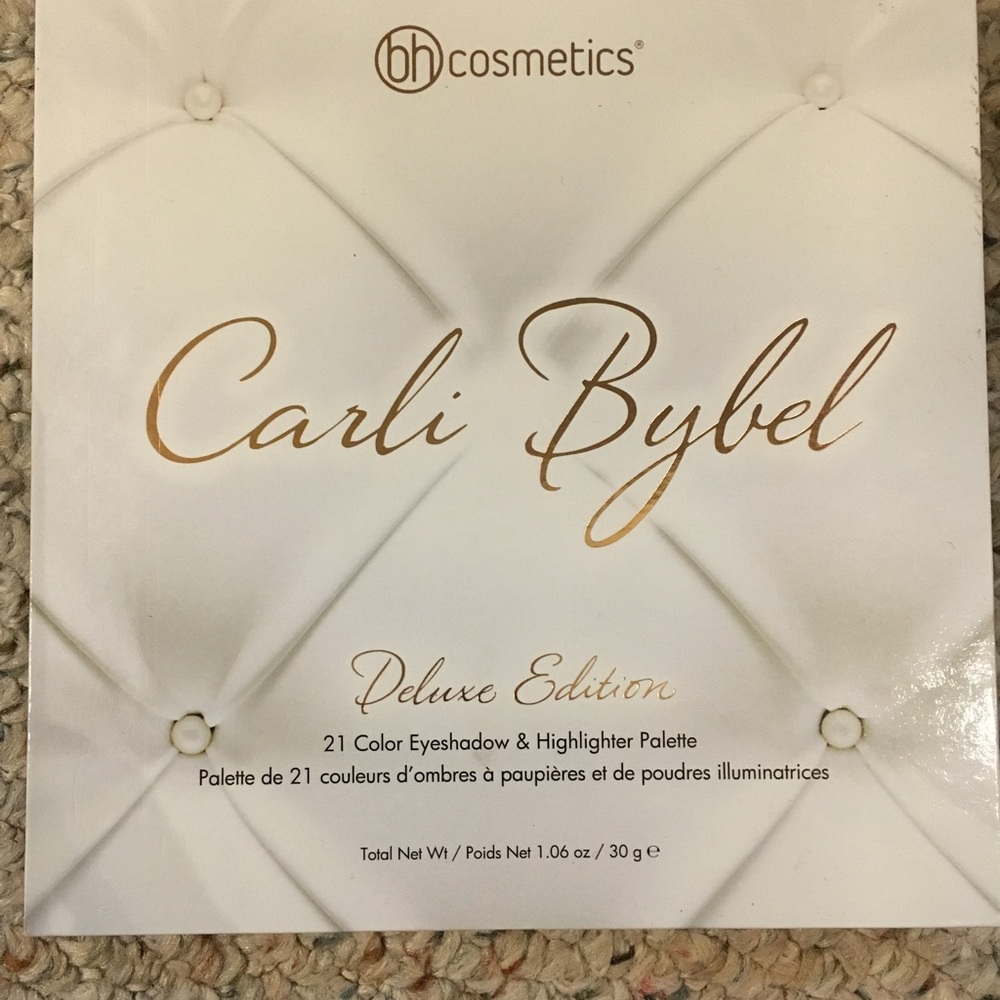 bh cosmetics®
Carli Bybel
Deluxe Edition
21 Color Eyeshadow & Highlighter Palette
Palette de 21 couleurs d'ombres à paupières et de poudres illuminatrices
Total Net Wt / Poids Net 1.06 oz / 30 g ℮